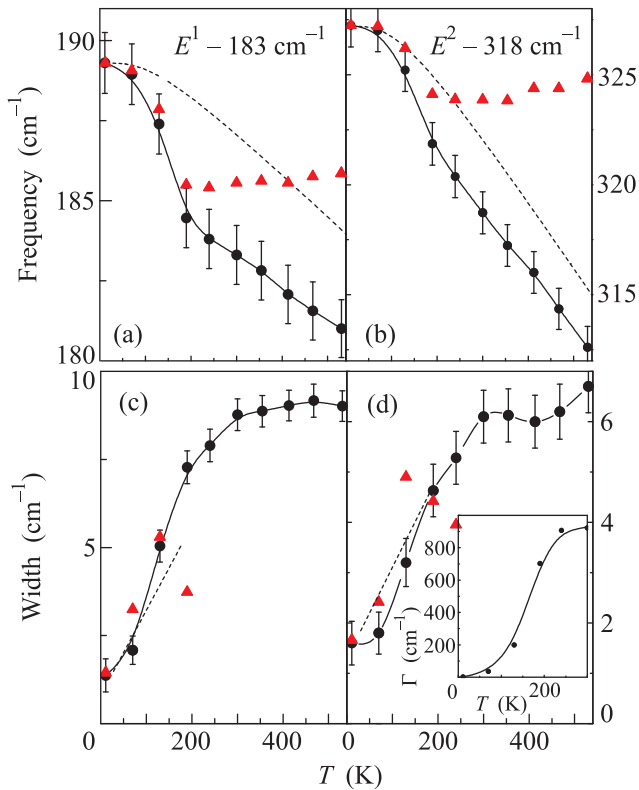 E¹ – 183 cm⁻¹
E² – 318 cm⁻¹
190
185
180
Frequency (cm⁻¹)
325
320
315
(a)
(b)
10
5
Width (cm⁻¹)
(c)
(d)
6
4
2
0
800
600
400
200
Γ (cm⁻¹)
200
T (K)
0 200 400
0 200 400
T (K)